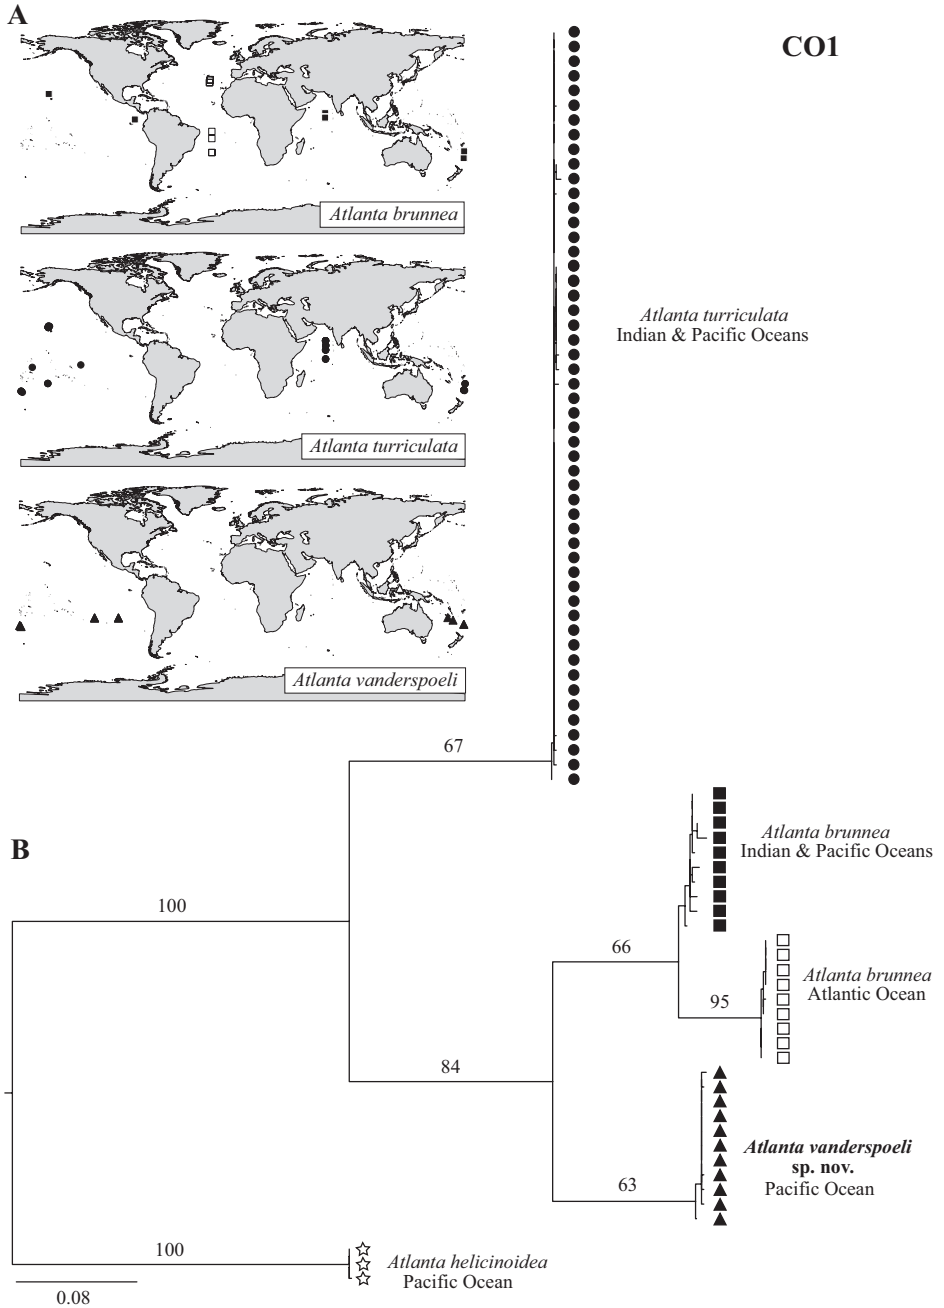 A
CO1
Atlanta brunnea
Atlanta turriculata
Indian & Pacific Oceans
Atlanta turriculata
Atlanta vanderspoeli
67
B
Atlanta brunnea
Indian & Pacific Oceans
100
66
Atlanta brunnea
Atlantic Ocean
95
84
Atlanta vanderspoeli
sp. nov.
Pacific Ocean
63
100
Atlanta helicinoidea
Pacific Ocean
0.08